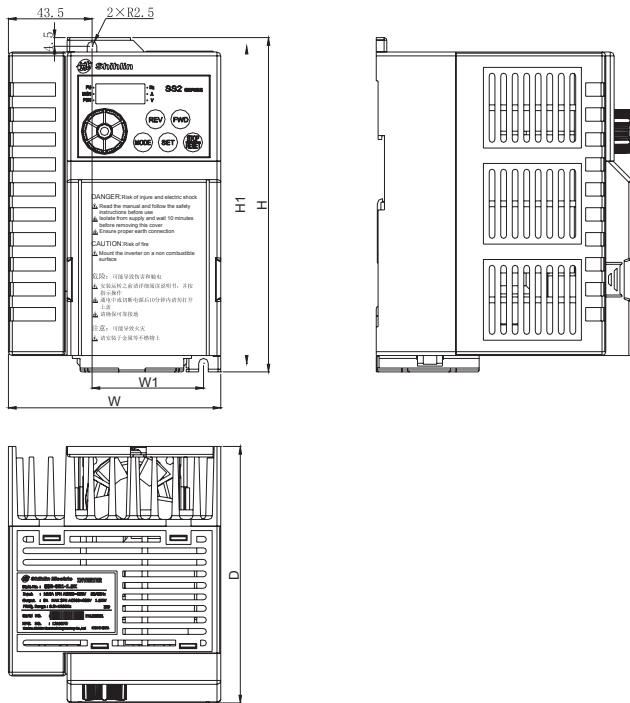 43.5
2×R2.5
4.5
Shihlin
SS2 SERIES
REV FWD
MODE SET STOP RESET
DANGER:Risk of injury and electric shock
Read the manual and follow the safety
instructions before use
Isolate from supply and wait 10 minutes
before removing this cover
Ensure proper earth connection
CAUTION:Risk of fire
Mount the inverter on a non combustible
surface
危险：可能导致伤害和触电
安装运转之前请详细阅读说明书，并按
指示操作
通电中或切断电源后10分钟内请勿打开
上盖
请确保可靠接地
注意：可能导致火灾
请安装于金属等不燃物上
H1
H
W1
W
D
Shihlin Electric INVERTER